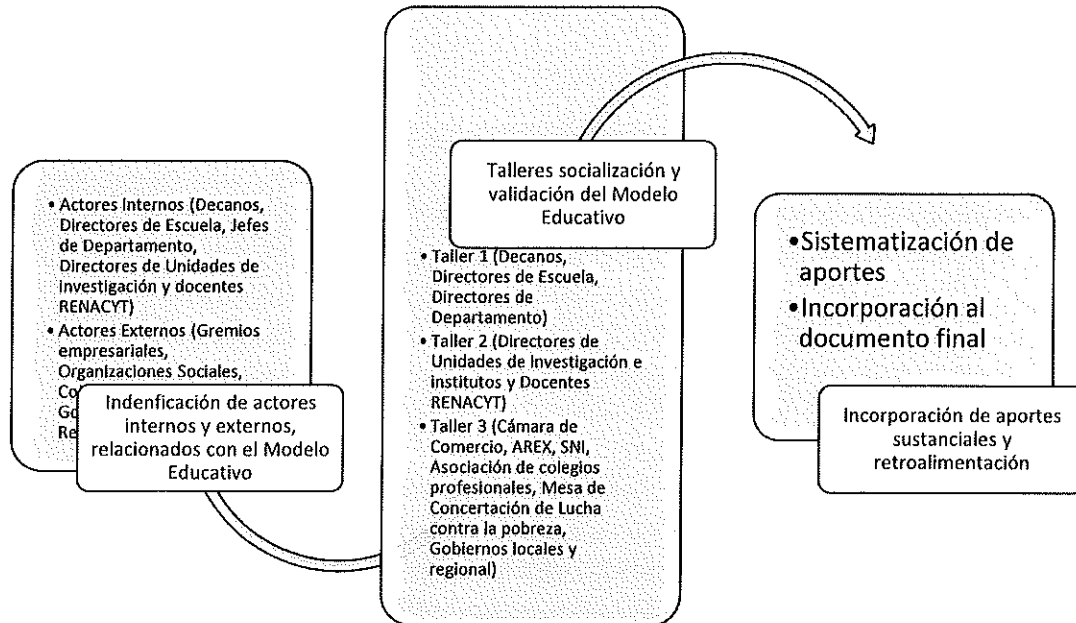 • Actores Internos (Decanos,
Directores de Escuela, Jefes
de Departamento,
Directores de Unidades de
Investigación y docentes
RENACYT)
• Actores Externos (Gremios
empresariales,
Organizaciones Sociales,
Indenficación de actores
internos y externos,
relacionados con el Modelo
Educativo
Talleres socialización y
validación del Modelo
Educativo
• Taller 1 (Decanos,
Directores de Escuela,
Directores de
Departamento)
• Taller 2 (Directores de
Unidades de Investigación e
institutos y Docentes
RENACYT)
• Taller 3 (Cámara de
Comercio, AREX, SNI,
Asociación de colegios
profesionales, Mesa de
Concertación de Lucha
contra la pobreza,
Gobiernos locales y
regional)
•Sistematización de
aportes
•Incorporación al
documento final
Incorporación de aportes
sustanciales y
retroalimentación